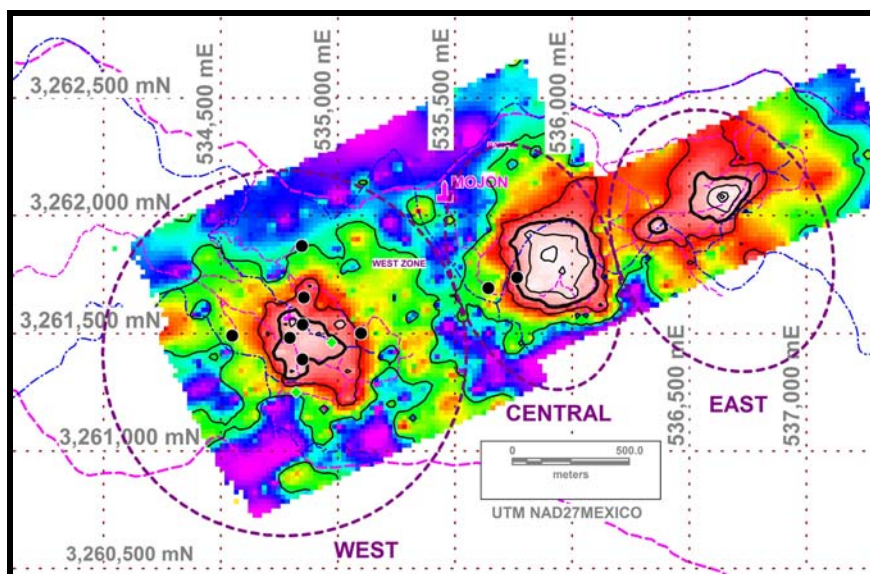 534,500 mE
535,000 mE
535,500 mE
536,000 mE
3,262,500 mN
MOJON
3,262,000 mN
WEST ZONE
3,261,500 mN
536,500 mE
537,000 mE
CENTRAL
EAST
3,261,000 mN
0
500.0
meters
UTM NAD27MEXICO
WEST
3,260,500 mN